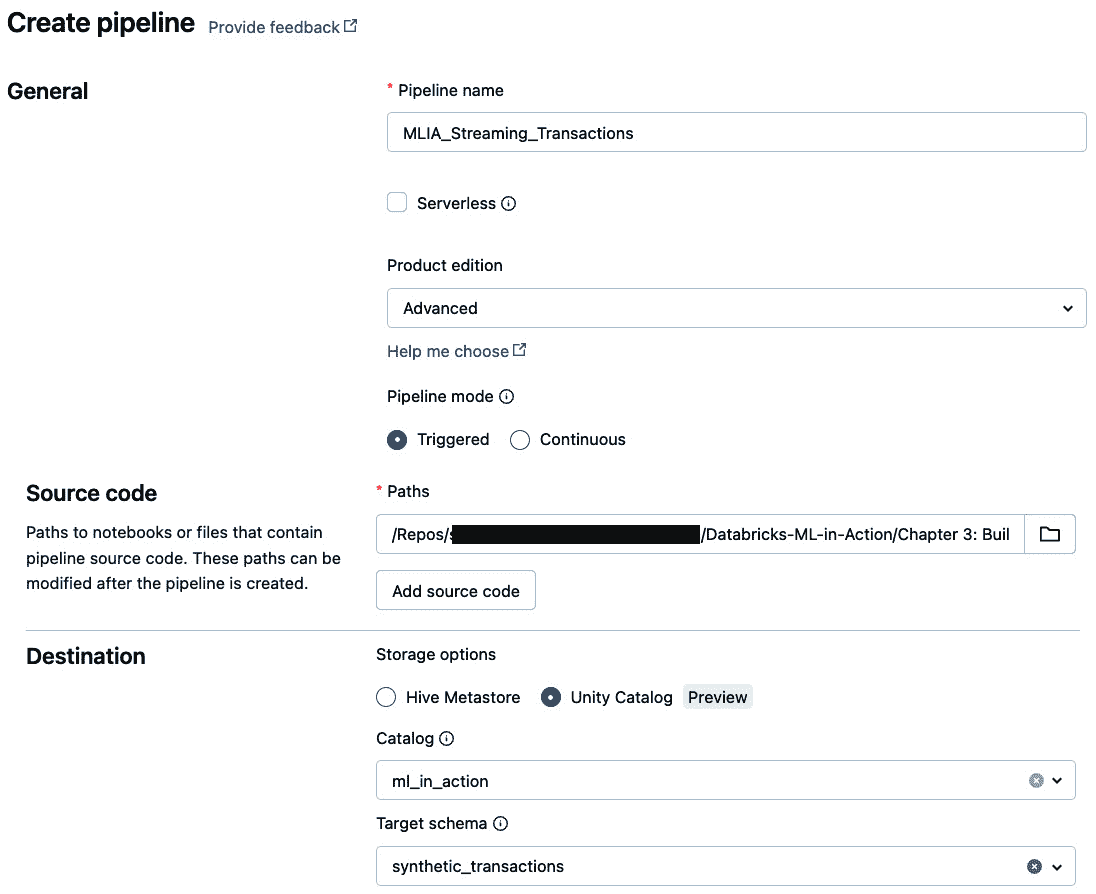 Create pipeline Provide feedback
General
* Pipeline name
MLIA_Streaming_Transactions
Serverless
Product edition
Advanced
Help me choose
Pipeline mode
Triggered Continuous
Source code
Paths to notebooks or files that contain
pipeline source code. These paths can be
modified after the pipeline is created.
* Paths
/Repos/ /Databricks-ML-in-Action/Chapter 3: Buil
Add source code
Destination
Storage options
Hive Metastore Unity Catalog Preview
Catalog
ml_in_action
Target schema
synthetic_transactions